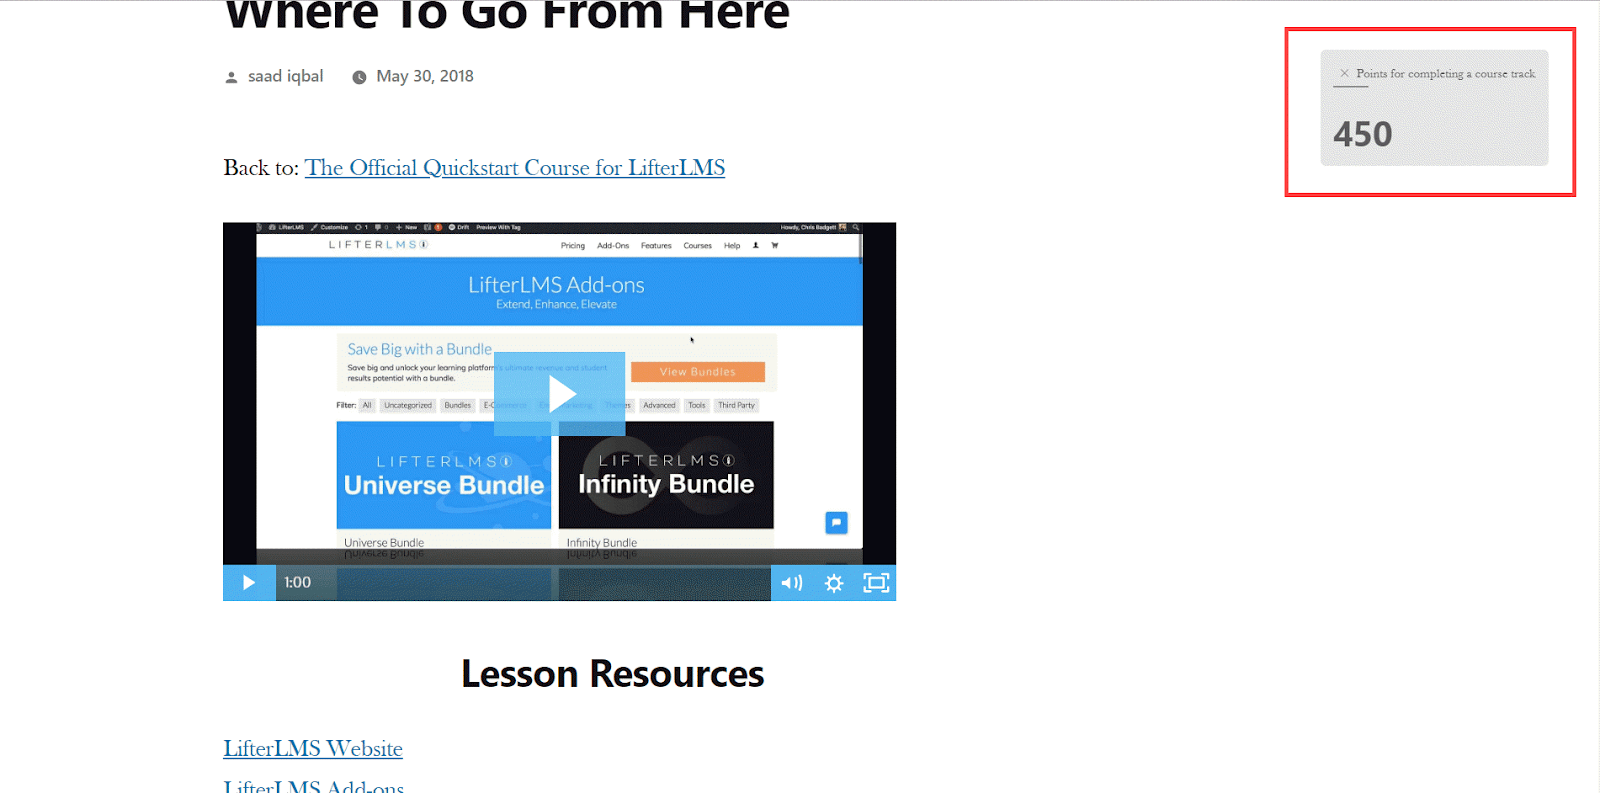 Where To Go From Here
saad iqbal May 30, 2018
× Points for completing a course track
450
Back to: The Official Quickstart Course for LifterLMS
LifterLMS Customize 1 0 + New Drift Preview With Tag Howdy, Chris Badgett
LIFTERLMS Pricing Add-Ons Features Courses Help
LifterLMS Add-ons
Extend, Enhance, Elevate
Save Big with a Bundle
Save big and unlock your learning platform's ultimate revenue and student
results potential with a bundle.
View Bundles
Filter: All Uncategorized Bundles Themes Advanced Tools Third Party
LIFTERLMS
Universe Bundle
LIFTERLMS
Infinity Bundle
Universe Bundle
Universe Bundle
Infinity Bundle
Infinity Bundle
1:00
Lesson Resources
LifterLMS Website
LifterLMS Add-ons